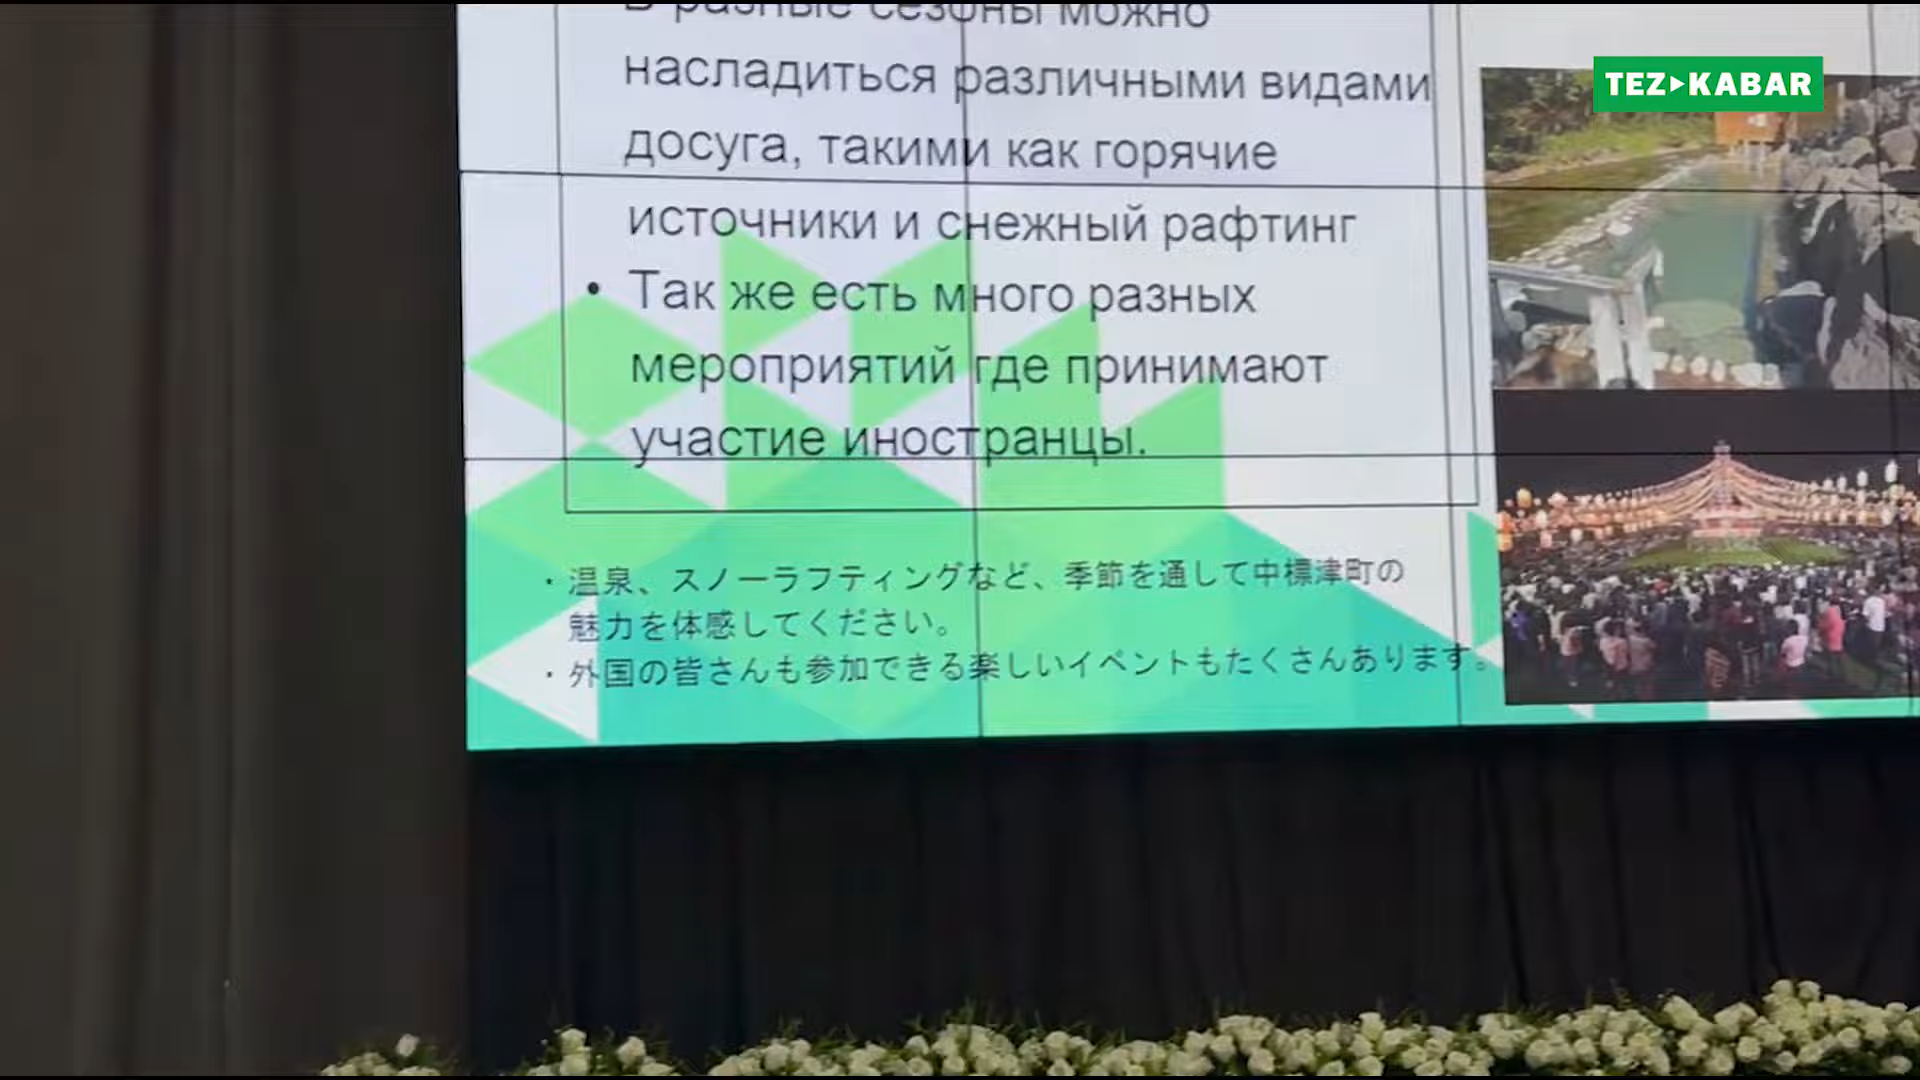 В разные сезоны можно
насладиться различными видами
досуга, такими как горячие
источники и снежный рафтинг
• Так же есть много разных
мероприятий где принимают
участие иностранцы.
・温泉、スノーラフティングなど、季節を通して中標津町の
魅力を体感してください。
・外国の皆さんも参加できる楽しいイベントもたくさんあります。
TEZ KABAR